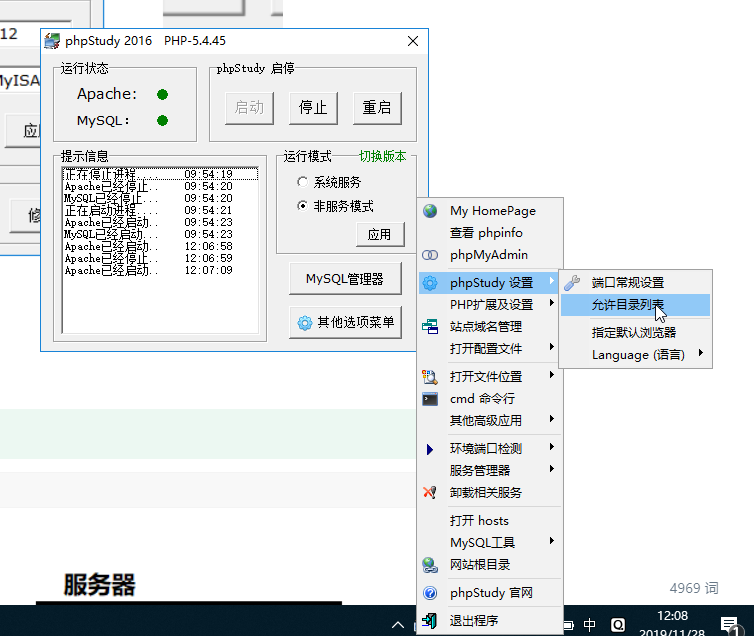 12
MyISA
phpStudy 2016 PHP-5.4.45
运行状态
Apache:
MySQL:
phpStudy 启停
启动
停止
重启
提示信息
正在停止进程.... 09:54:19
Apache已经停止.. 09:54:20
MySQL已经停止... 09:54:20
正在启动进程.... 09:54:21
Apache已经启动.. 09:54:23
MySQL已经启动... 09:54:23
Apache已经启动.. 12:06:58
Apache已经停止.. 12:06:59
Apache已经启动.. 12:07:09
运行模式
切换版本
系统服务
非服务模式
应用
MySQL管理器
其他选项菜单
My HomePage
查看 phpinfo
phpMyAdmin
phpStudy 设置
PHP扩展及设置
站点域名管理
打开配置文件
打开文件位置
cmd 命令行
其他高级应用
环境端口检测
服务管理器
卸载相关服务
打开 hosts
MySQL工具
网站根目录
phpStudy 官网
退出程序
端口常规设置
允许目录列表
指定默认浏览器
Language (语言)
服务器
4969 词
中
12:08
2019/11/28